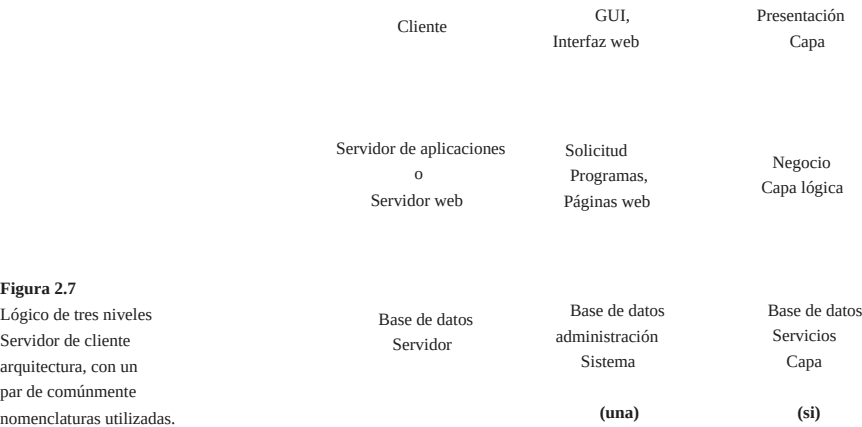 Cliente
GUI,
Interfaz web
Presentación
Capa
Servidor de aplicaciones
o
Servidor web
Solicitud
Programas,
Páginas web
Negocio
Capa lógica
Figura 2.7
Lógico de tres niveles
Servidor de cliente
arquitectura, con un
par de comúnmente
nomenclaturas utilizadas.
Base de datos
Servidor
Base de datos
administración
Sistema
Base de datos
Servicios
Capa
(una)
(si)